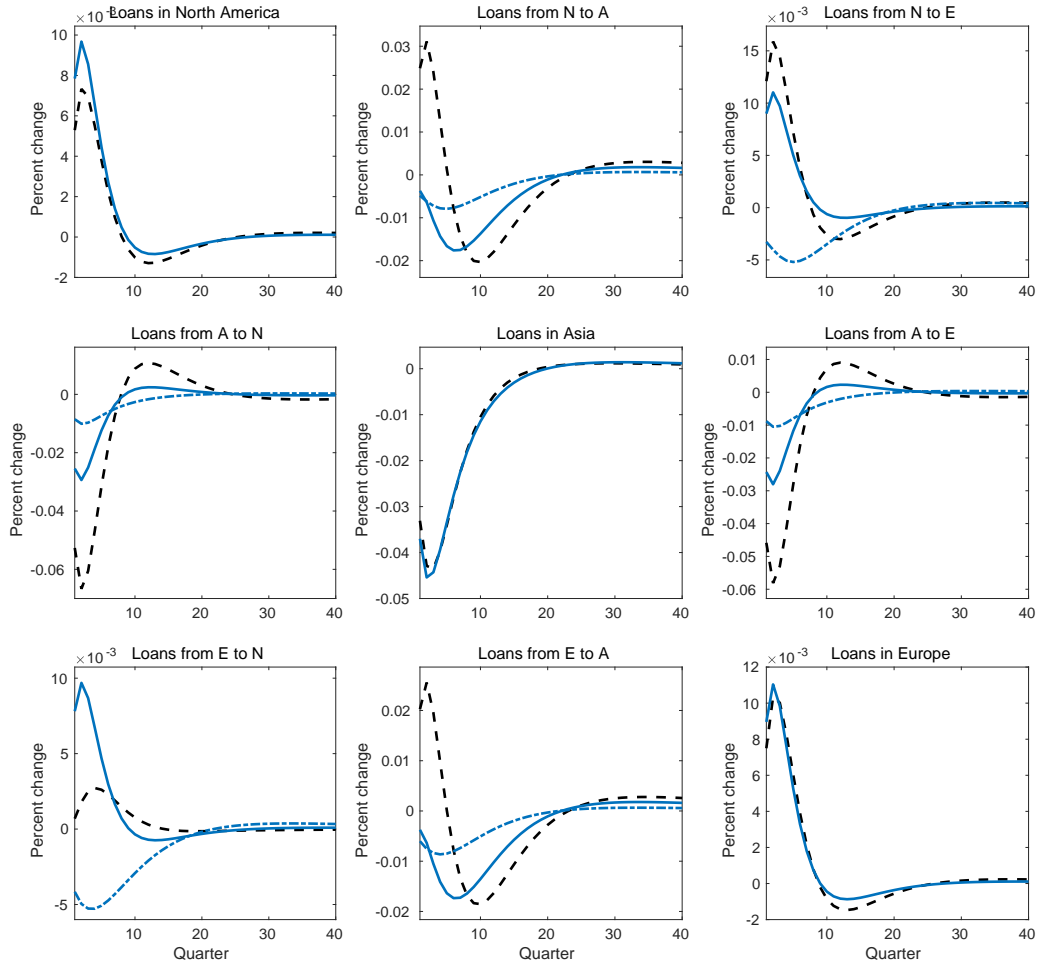 ×10 -3 Loans in North America
Percent change
10
8
6
4
2
0
-2
10 20 30 40
Loans from N to A
Percent change
0.03
0.02
0.01
0
-0.01
-0.02
10 20 30 40
×10 -3 Loans from N to E
Percent change
15
10
5
0
-5
10 20 30 40
Loans from A to N
Percent change
0
-0.02
-0.04
-0.06
10 20 30 40
Loans in Asia
Percent change
0
-0.01
-0.02
-0.03
-0.04
-0.05
10 20 30 40
Loans from A to E
Percent change
0.01
0
-0.01
-0.02
-0.03
-0.04
-0.05
-0.06
10 20 30 40
×10 -3 Loans from E to N
Percent change
10
5
0
-5
10 20 30 40
Quarter
Loans from E to A
Percent change
0.02
0.01
0
-0.01
-0.02
10 20 30 40
Quarter
×10 -3 Loans in Europe
Percent change
12
10
8
6
4
2
0
-2
10 20 30 40
Quarter